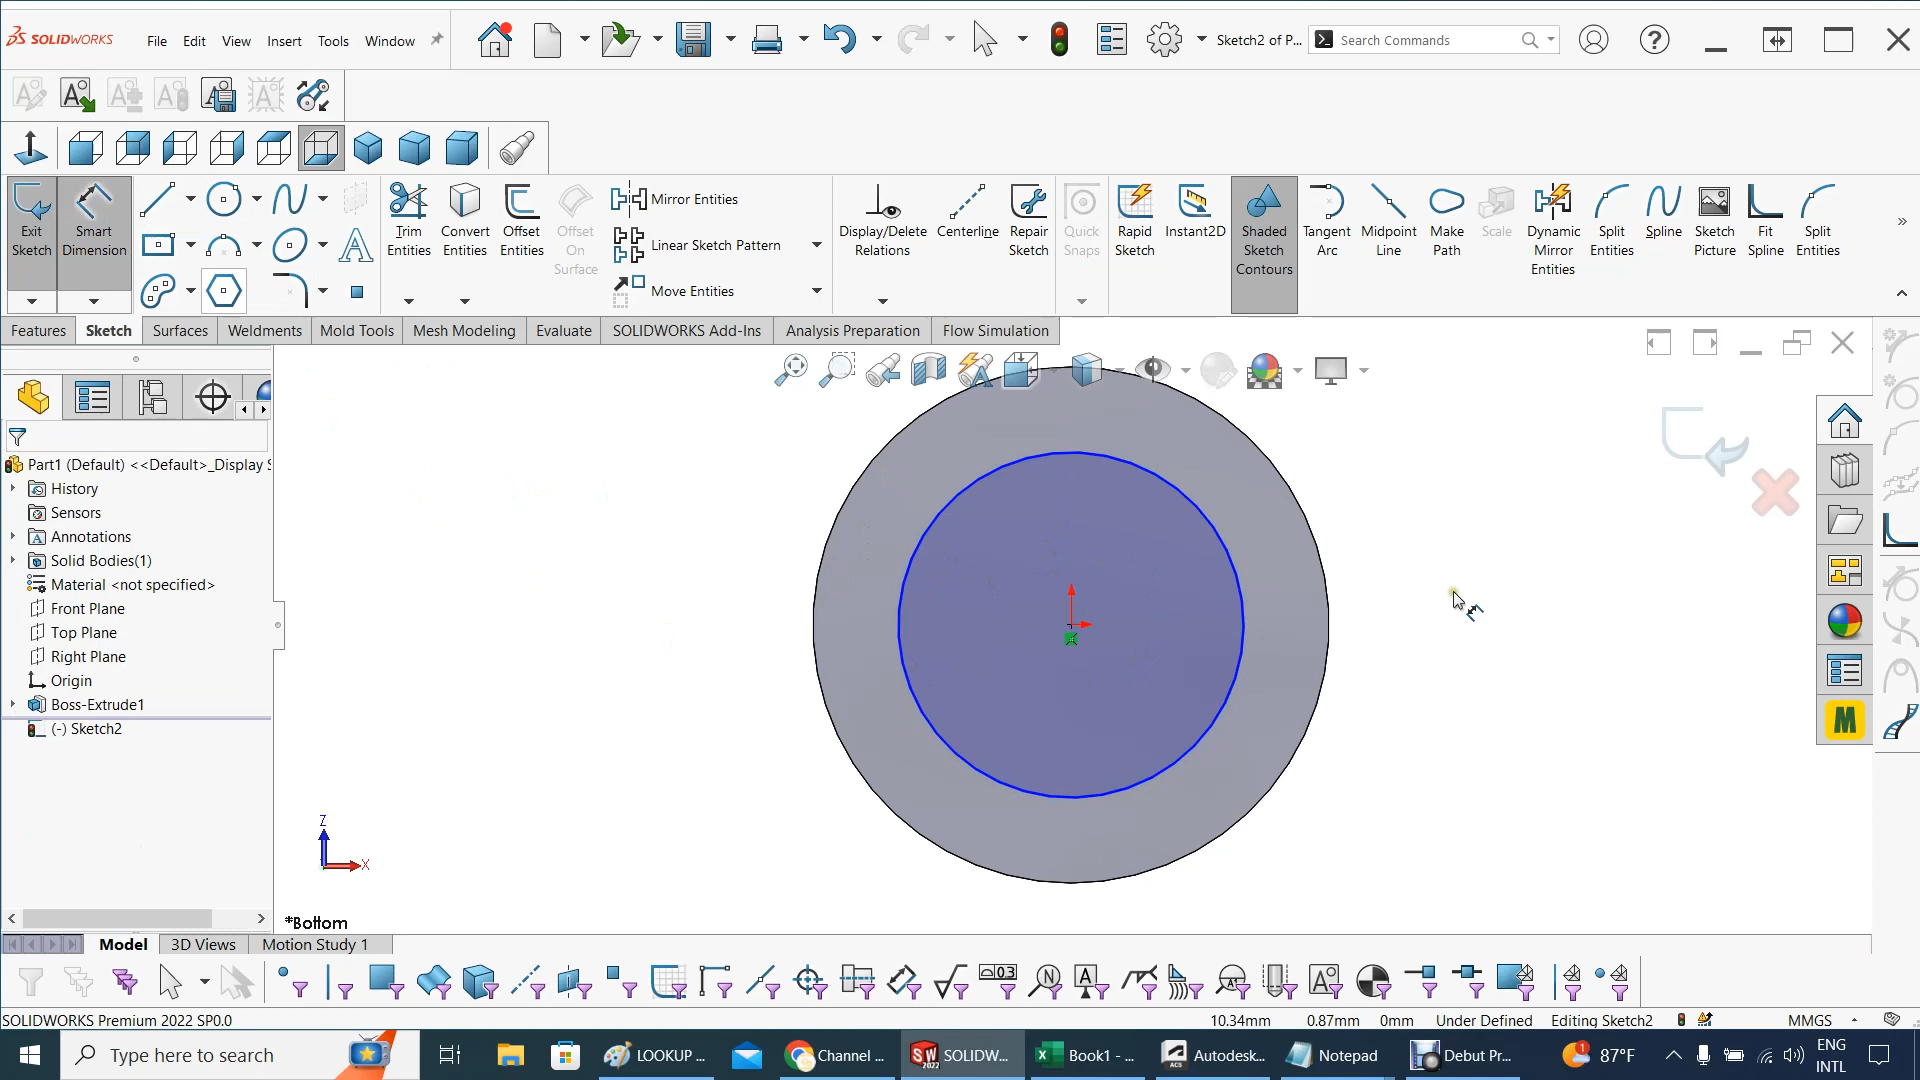 SOLIDWORKS File Edit View Insert Tools Window Sketch2 of P... Search Commands
Exit Sketch
Smart Dimension
Trim Entities
Convert Entities
Offset Entities
Offset On Surface
Mirror Entities
Linear Sketch Pattern
Move Entities
Display/Delete Relations
Centerline
Repair Sketch
Quick Snaps
Rapid Sketch
Instant2D
Shaded Sketch Contours
Tangent Arc
Midpoint Line
Make Path
Scale
Dynamic Mirror Entities
Split Entities
Spline
Sketch Picture
Fit Spline
Split Entities
Features Sketch Surfaces Weldments Mold Tools Mesh Modeling Evaluate SOLIDWORKS Add-Ins Analysis Preparation Flow Simulation
Part1 (Default) <<Default>_Display S
History
Sensors
Annotations
Solid Bodies(1)
Material <not specified>
Front Plane
Top Plane
Right Plane
Origin
Boss-Extrude1
(-) Sketch2
M
Z
X
*Bottom
Model 3D Views Motion Study 1
0.3
SOLIDWORKS Premium 2022 SP0.0 10.34mm 0.87mm 0mm Under Defined Editing Sketch2 MMGS
Type here to search LOOKUP ... Channel ... SOLIDW... Book1 - ... Autodesk... Notepad Debut Pr... 1 87°F ENG
INTL